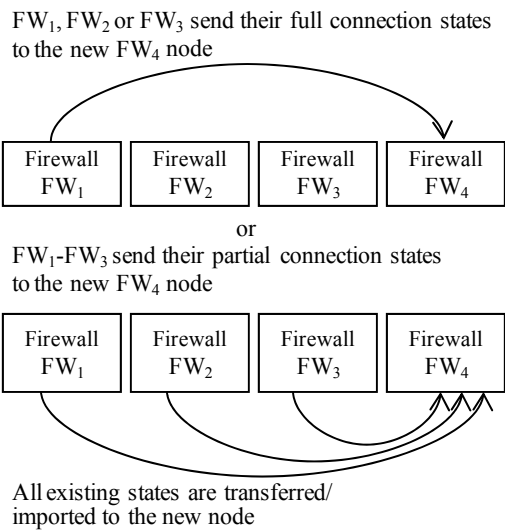 FW₁, FW₂ or FW₃ send their full connection states
to the new FW₄ node
Firewall FW₁
Firewall FW₂
Firewall FW₃
Firewall FW₄
or
FW₁-FW₃ send their partial connection states
to the new FW₄ node
Firewall FW₁
Firewall FW₂
Firewall FW₃
Firewall FW₄
All existing states are transferred/
imported to the new node